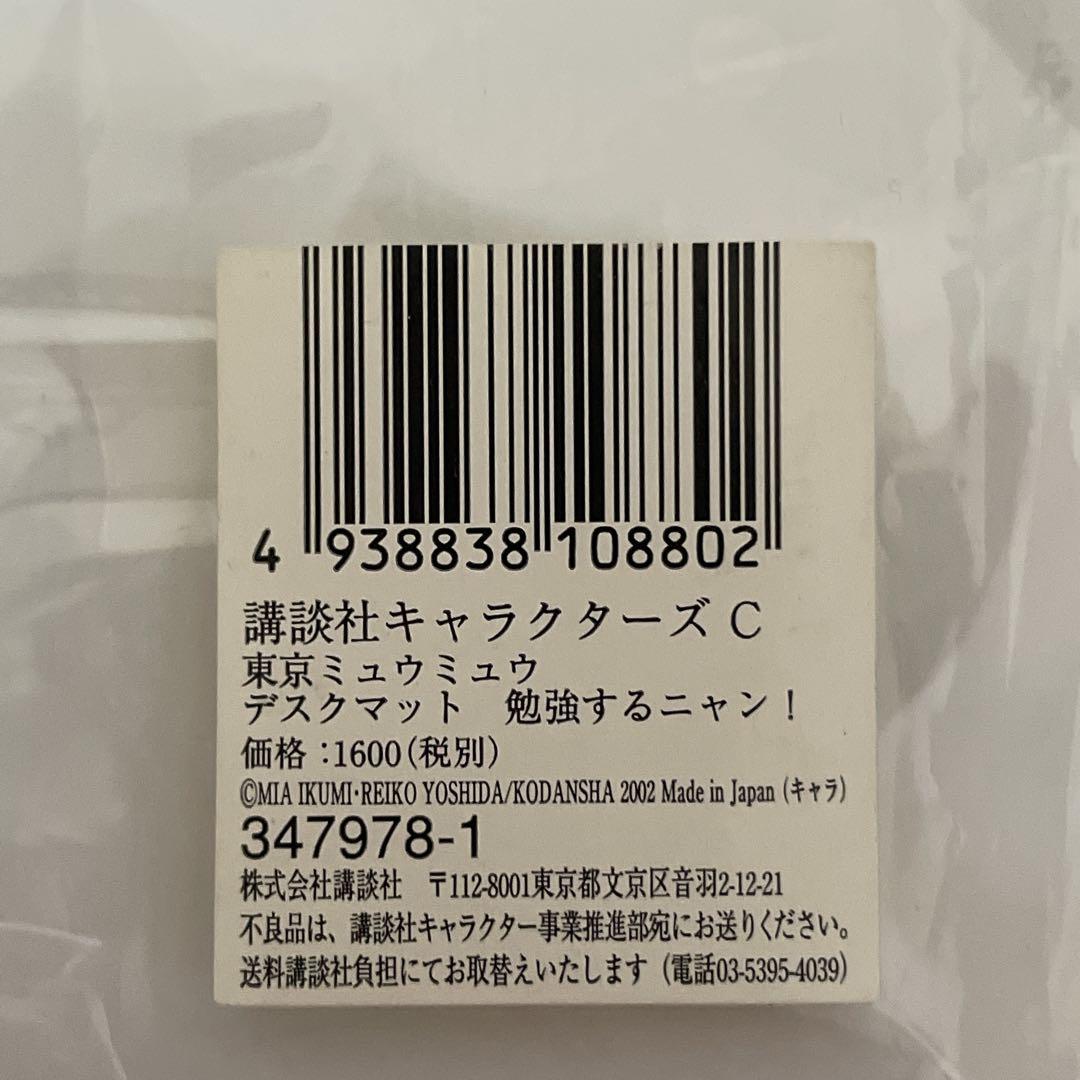 4 938838 108802
講談社キャラクターズ C
東京ミュウミュウ
デスクマット　勉強するニャン！
価格：1600(税別)
©MIA IKUMI・REIKO YOSHIDA/KODANSHA 2002 Made in Japan (キャラ)
347978-1
株式会社講談社　〒112-8001東京都文京区音羽2-12-21
不良品は、講談社キャラクター事業推進部宛にお送りください。
送料講談社負担にてお取替えいたします（電話03-5395-4039）